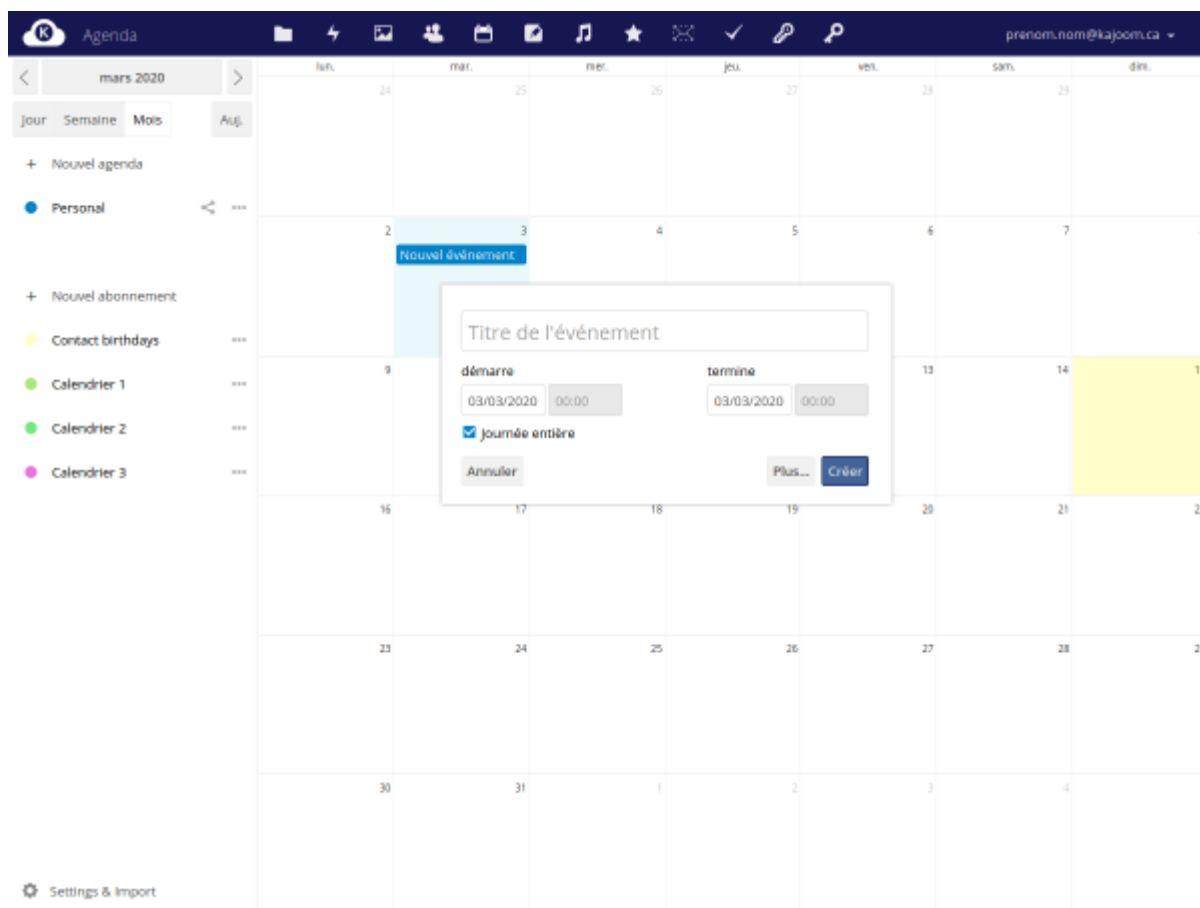 K Agenda prenom.nom@kajoom.ca
mars 2020
lun. mar. mer. jeu. ven. sam. dim.
24 25 26 27 28 29
Jour Semaine Mois Auj.
+ Nouvel agenda
Personal
2 3 4 5 6 7
Nouvel événement
+ Nouvel abonnement
Contact birthdays
Calendrier 1
Calendrier 2
Calendrier 3
Titre de l'événement
démarre termine
03/03/2020 00:00 03/03/2020 00:00
Journée entière
Annuler Plus... Créer
9 13 14
16 17 18 19 20 21
23 24 25 26 27 28
30 31 1 2 3 4
Settings & Import